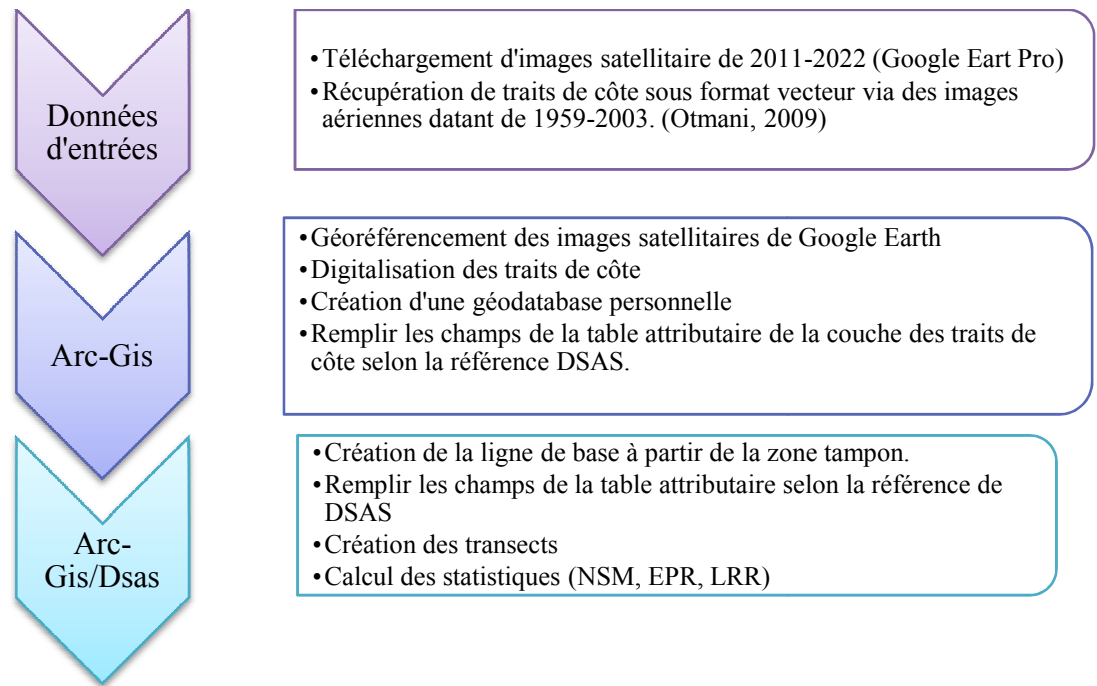 Données
d'entrées
•Téléchargement d'images satellitaire de 2011-2022 (Google Eart Pro)
•Récupération de traits de côte sous format vecteur via des images
aériennes datant de 1959-2003. (Otmani, 2009)
Arc-Gis
•Géoréférencement des images satellitaires de Google Earth
•Digitalisation des traits de côte
•Création d'une géodatabase personnelle
•Remplir les champs de la table attributaire de la couche des traits de
côte selon la référence DSAS.
Arc-
Gis/Dsas
•Création de la ligne de base à partir de la zone tampon.
•Remplir les champs de la table attributaire selon la référence de
DSAS
•Création des transects
•Calcul des statistiques (NSM, EPR, LRR)